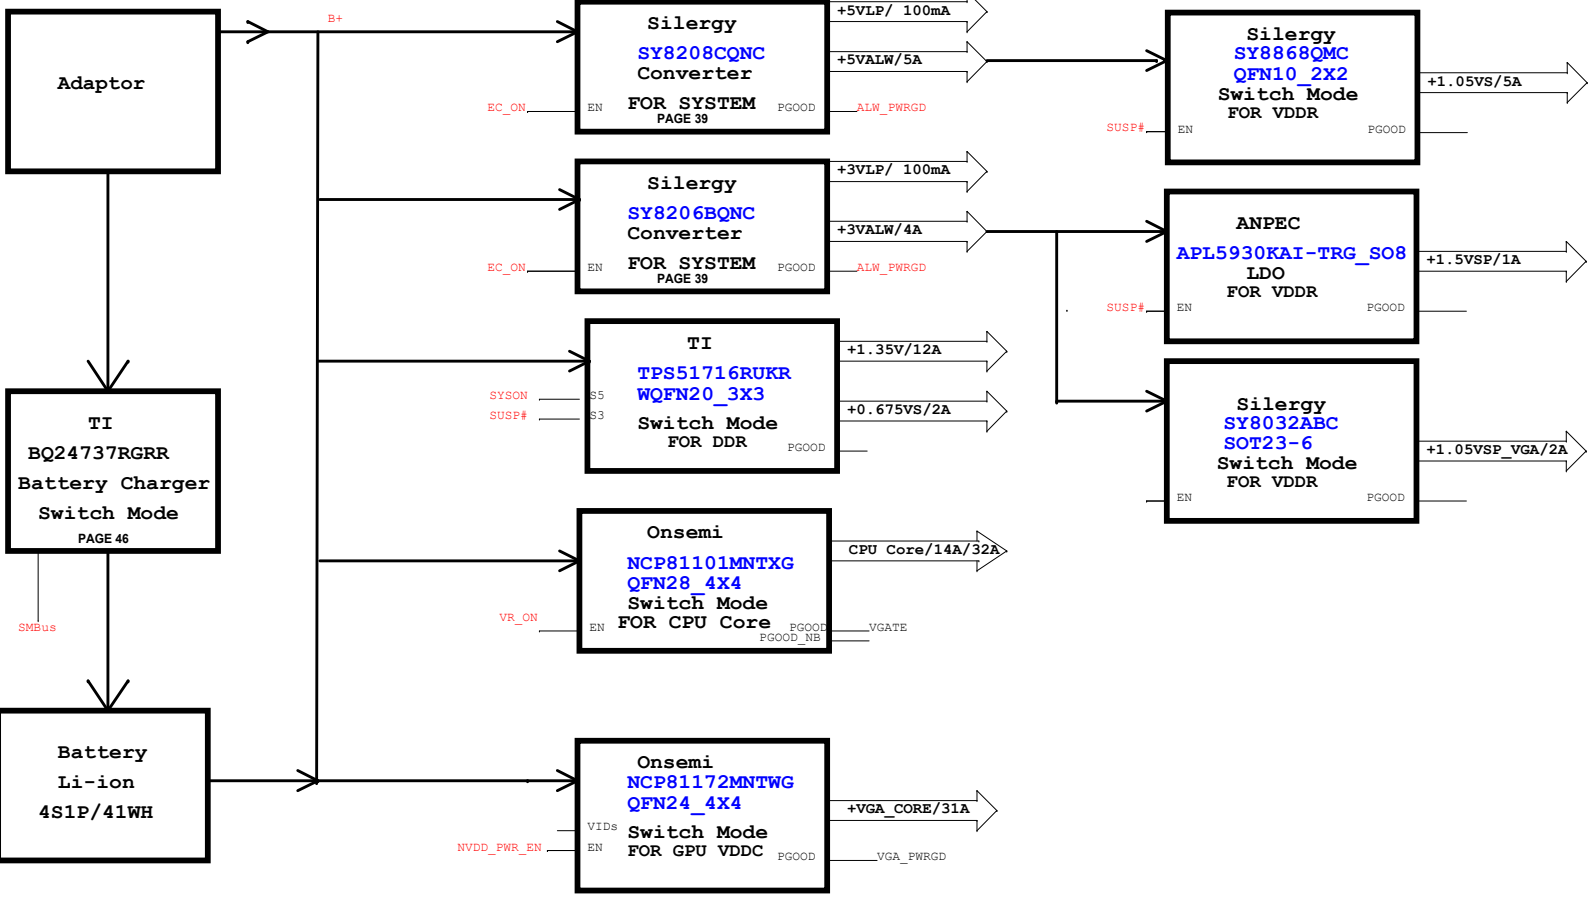 Adaptor
B+
TI
BQ24737RGRR
Battery Charger
Switch Mode
PAGE 46
SMBus
Battery
Li-ion
4S1P/41WH
Silergy
SY8208CQNC
Converter
FOR SYSTEM
PAGE 39
EC_ON
EN
PGOOD
ALW_PWRGD
+5VLP/ 100mA
+5VALW/5A
Silergy
SY8206BQNC
Converter
FOR SYSTEM
PAGE 39
EC_ON
EN
PGOOD
ALW_PWRGD
+3VLP/ 100mA
+3VALW/4A
TI
TPS51716RUKR
WQFN20_3X3
Switch Mode
FOR DDR
SYSON
S5
SUSP#
S3
PGOOD
+1.35V/12A
+0.675VS/2A
Onsemi
NCP81101MNTXG
QFN28_4X4
Switch Mode
FOR CPU Core
VR_ON
EN
PGOOD
PGOOD_NB
VGATE
CPU Core/14A/32A
Onsemi
NCP81172MNTWG
QFN24_4X4
Switch Mode
FOR GPU VDDC
VIDs
NVDD_PWR_EN
EN
PGOOD
VGA_PWRGD
+VGA_CORE/31A
Silergy
SY8868QMC
QFN10_2X2
Switch Mode
FOR VDDR
SUSP#
EN
PGOOD
+1.05VS/5A
ANPEC
APL5930KAI-TRG_SO8
LDO
FOR VDDR
SUSP#
EN
PGOOD
+1.5VSP/1A
Silergy
SY8032ABC
SOT23-6
Switch Mode
FOR VDDR
EN
PGOOD
+1.05VSP_VGA/2A